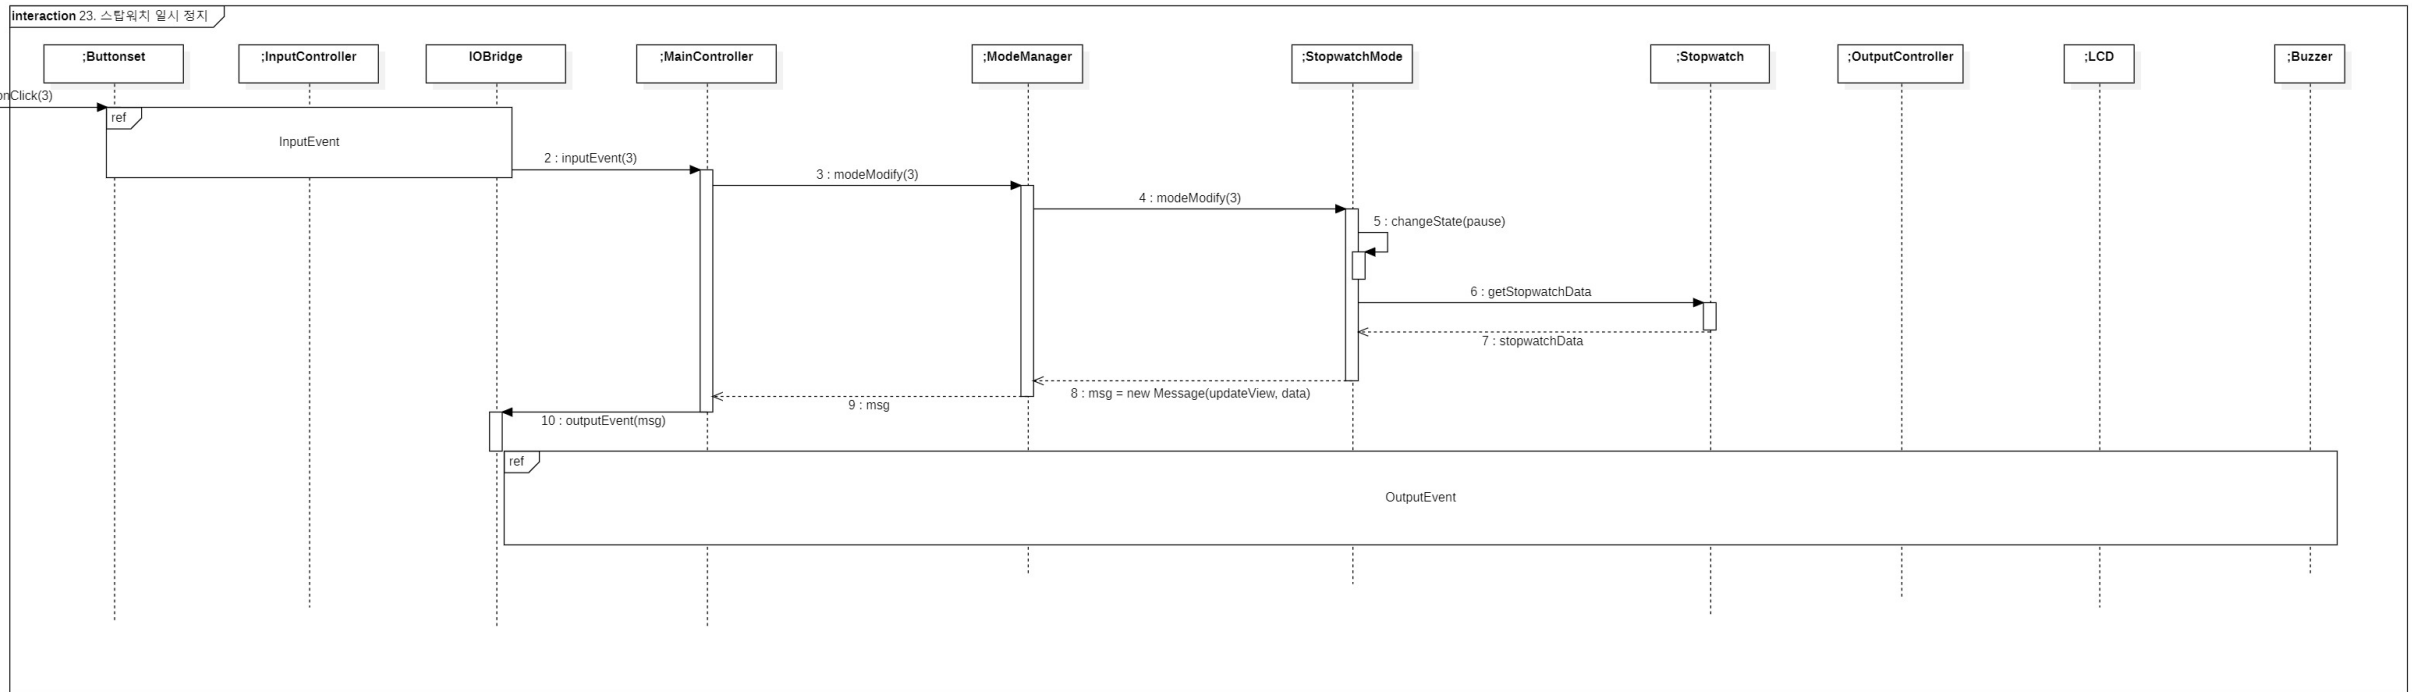 interaction 23. 스탑워치 일시 정지
;Buttonset
;InputController
IOBridge
;MainController
;ModeManager
;StopwatchMode
;Stopwatch
;OutputController
;LCD
;Buzzer
onClick(3)
ref
InputEvent
2 : inputEvent(3)
3 : modeModify(3)
4 : modeModify(3)
5 : changeState(pause)
6 : getStopwatchData
7 : stopwatchData
8 : msg = new Message(updateView, data)
9 : msg
10 : outputEvent(msg)
ref
OutputEvent